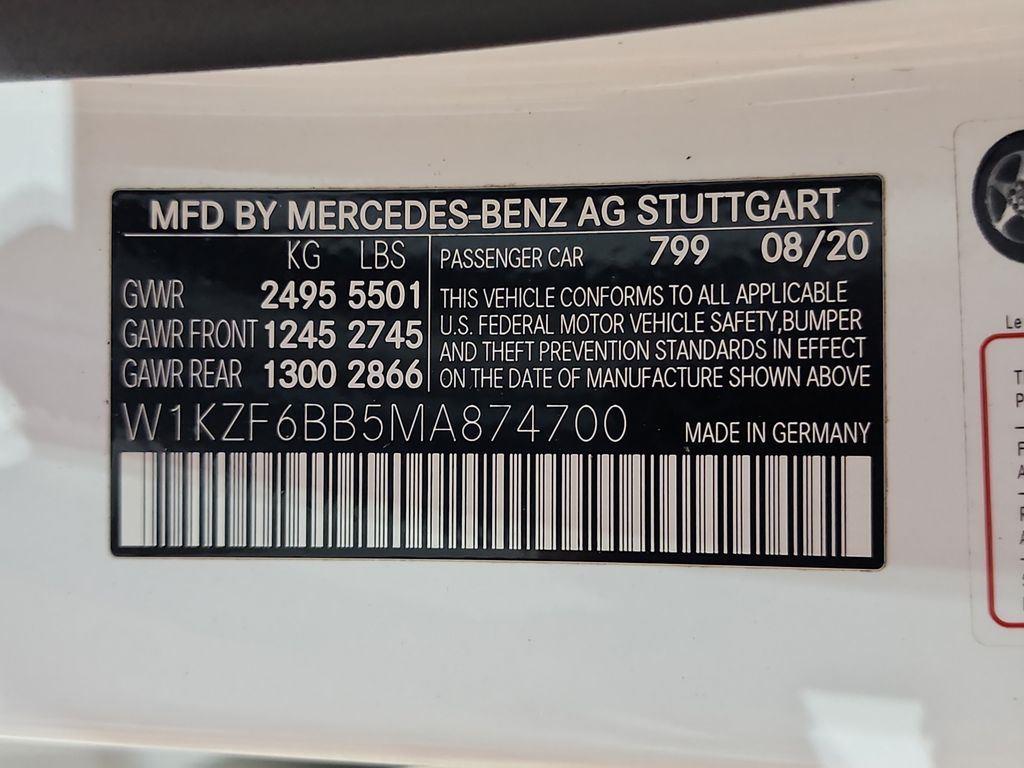 MFD BY MERCEDES-BENZ AG STUTTGART
KG LBS
GVWR 2495 5501
GAWR FRONT 1245 2745
GAWR REAR 1300 2866
PASSENGER CAR 799 08/20
THIS VEHICLE CONFORMS TO ALL APPLICABLE
U.S. FEDERAL MOTOR VEHICLE SAFETY,BUMPER
AND THEFT PREVENTION STANDARDS IN EFFECT
ON THE DATE OF MANUFACTURE SHOWN ABOVE
W1KZF6BB5MA874700
MADE IN GERMANY
Le